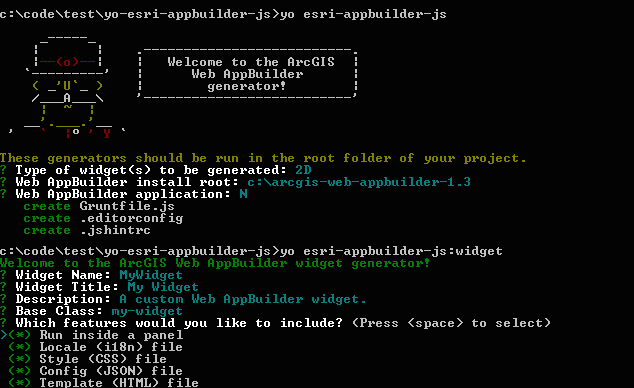 c:\code\test\yo-esri-appbuilder-js>yo esri-appbuilder-js
Welcome to the ArcGIS
Web AppBuilder
generator!
These generators should be run in the root folder of your project.
? Type of widget(s) to be generated: 2D
? Web AppBuilder install root: c:\arcgis-web-appbuilder-1.3
? Web AppBuilder application: N
create Gruntfile.js
create .editorconfig
create .jshintrc
c:\code\test\yo-esri-appbuilder-js>yo esri-appbuilder-js:widget
Welcome to the ArcGIS Web AppBuilder widget generator!
? Widget Name: MyWidget
? Widget Title: My Widget
? Description: A custom Web AppBuilder widget.
? Base Class: my-widget
? Which features would you like to include? (Press <space> to select)
>(*) Run inside a panel
(*) Locale (i18n) file
(*) Style (CSS) file
(*) Config (JSON) file
(*) Template (HTML) file